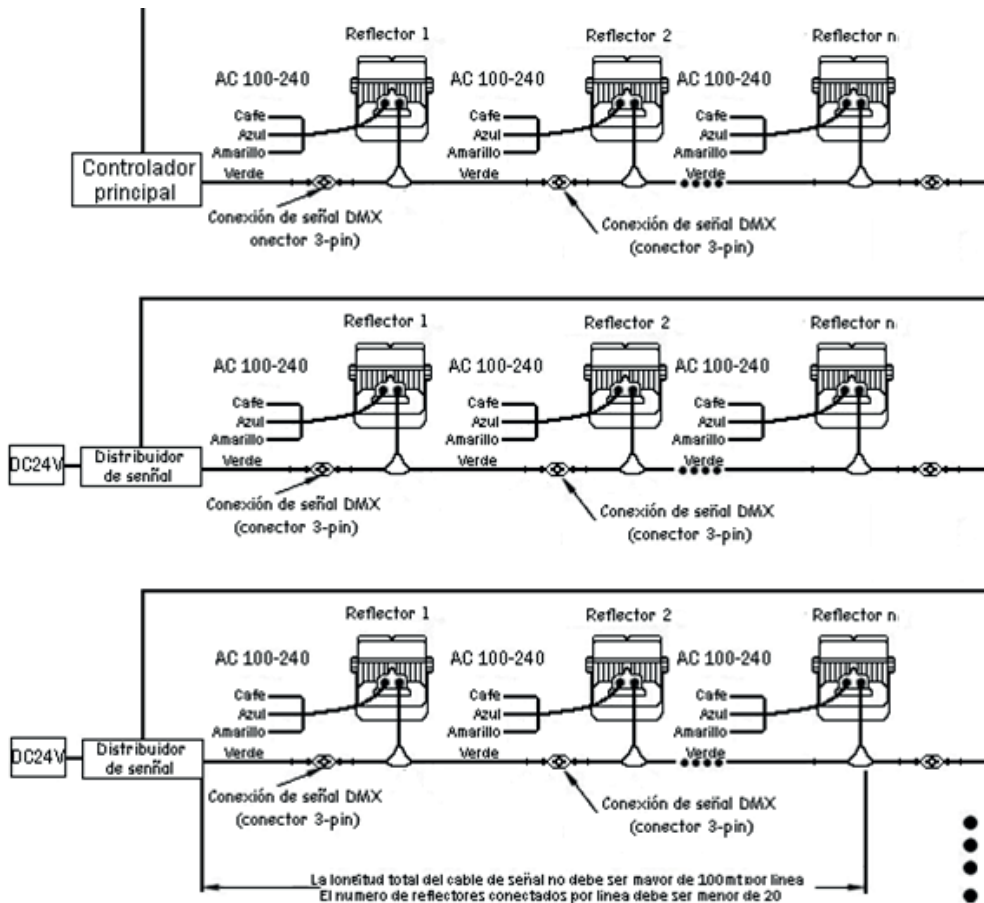 Reflector 1
Reflector 2
Reflector n
AC 100-240
AC 100-240
AC 100-240
Cafe
Azul
Amarillo
Verde
Cafe
Azul
Amarillo
Verde
Cafe
Azul
Amarillo
Verde
Controlador
principal
Conexión de señal DMX
onector 3-pin)
Conexión de señal DMX
(conector 3-pin)
Reflector 1
Reflector 2
Reflector n
AC 100-240
AC 100-240
AC 100-240
Cafe
Azul
Amarillo
Verde
Cafe
Azul
Amarillo
Verde
Cafe
Azul
Amarillo
Verde
DC24V
Distribuidor
de senñal
Conexión de señal DMX
(conector 3-pin)
Conexión de señal DMX
(conector 3-pin)
Reflector 1
Reflector 2
Reflector n
AC 100-240
AC 100-240
AC 100-240
Cafe
Azul
Amarillo
Verde
Cafe
Azul
Amarillo
Verde
Cafe
Azul
Amarillo
Verde
DC24V
Distribuidor
de senñal
Conexión de señal DMX
(conector 3-pin)
Conexión de señal DMX
(conector 3-pin)
La lonɛitud total del cable de señal no debe ser mavor de 100mt por linea
El numero de reflectores conectados por linea debe ser menor de 20